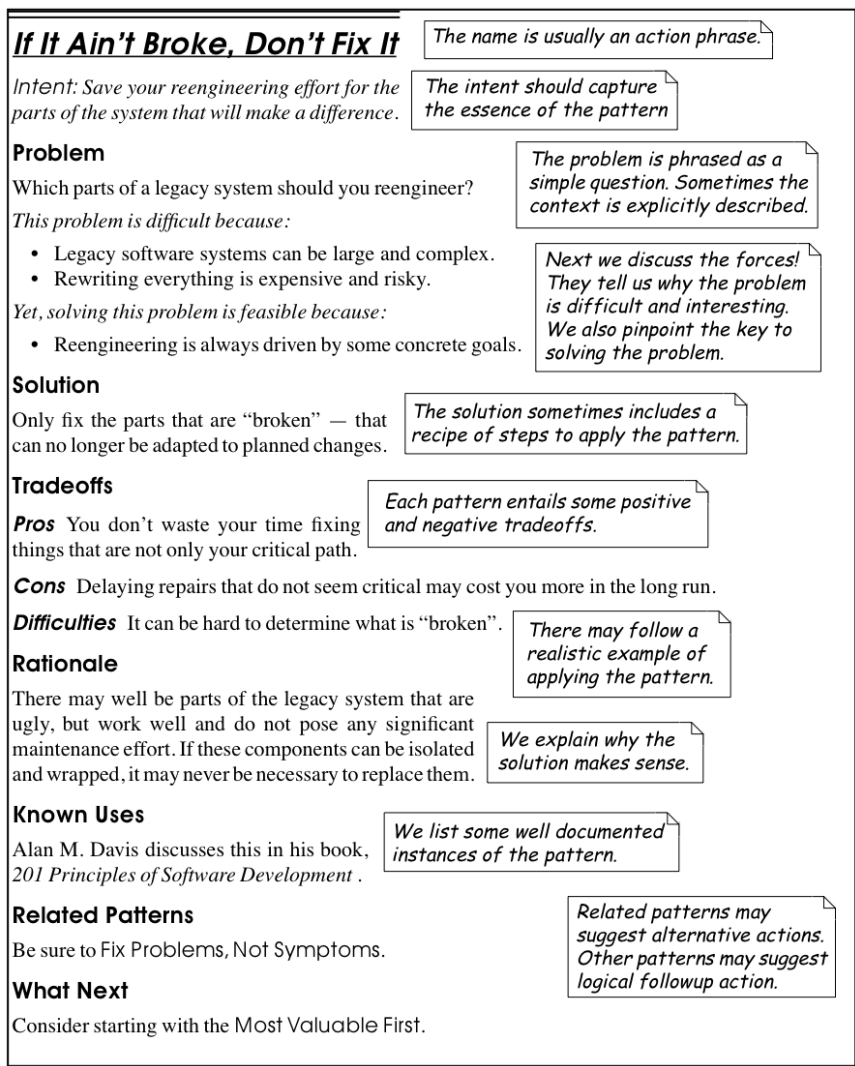 If It Ain't Broke, Don't Fix It
The name is usually an action phrase.
Intent: Save your reengineering effort for the
parts of the system that will make a difference.
The intent should capture
the essence of the pattern
Problem
Which parts of a legacy system should you reengineer?
This problem is difficult because:
• Legacy software systems can be large and complex.
• Rewriting everything is expensive and risky.
Yet, solving this problem is feasible because:
• Reengineering is always driven by some concrete goals.
The problem is phrased as a
simple question. Sometimes the
context is explicitly described.
Next we discuss the forces!
They tell us why the problem
is difficult and interesting.
We also pinpoint the key to
solving the problem.
Solution
Only fix the parts that are “broken” — that
can no longer be adapted to planned changes.
The solution sometimes includes a
recipe of steps to apply the pattern.
Tradeoffs
Pros You don't waste your time fixing
things that are not only your critical path.
Each pattern entails some positive
and negative tradeoffs.
Cons Delaying repairs that do not seem critical may cost you more in the long run.
Difficulties It can be hard to determine what is “broken”.
There may follow a
realistic example of
applying the pattern.
Rationale
There may well be parts of the legacy system that are
ugly, but work well and do not pose any significant
maintenance effort. If these components can be isolated
and wrapped, it may never be necessary to replace them.
We explain why the
solution makes sense.
Known Uses
Alan M. Davis discusses this in his book,
201 Principles of Software Development .
We list some well documented
instances of the pattern.
Related Patterns
Be sure to Fix Problems, Not Symptoms.
Related patterns may
suggest alternative actions.
Other patterns may suggest
logical followup action.
What Next
Consider starting with the Most Valuable First.